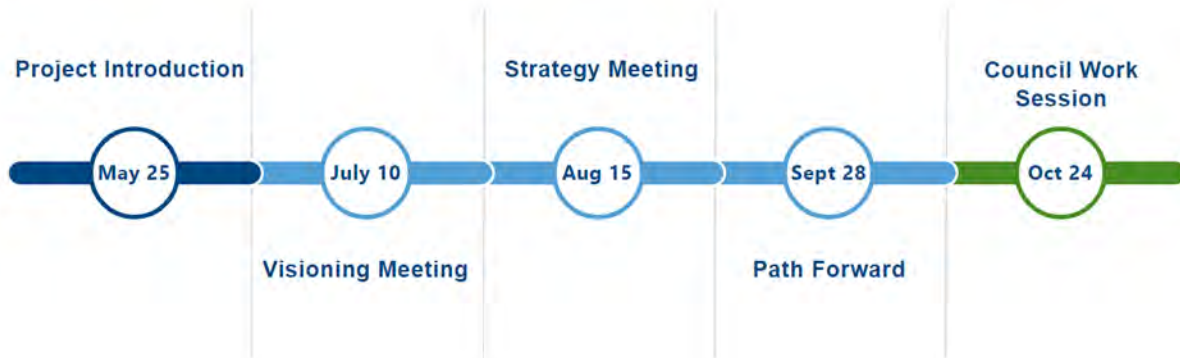 Project Introduction
May 25
Visioning Meeting
July 10
Strategy Meeting
Aug 15
Path Forward
Sept 28
Council Work
Session
Oct 24